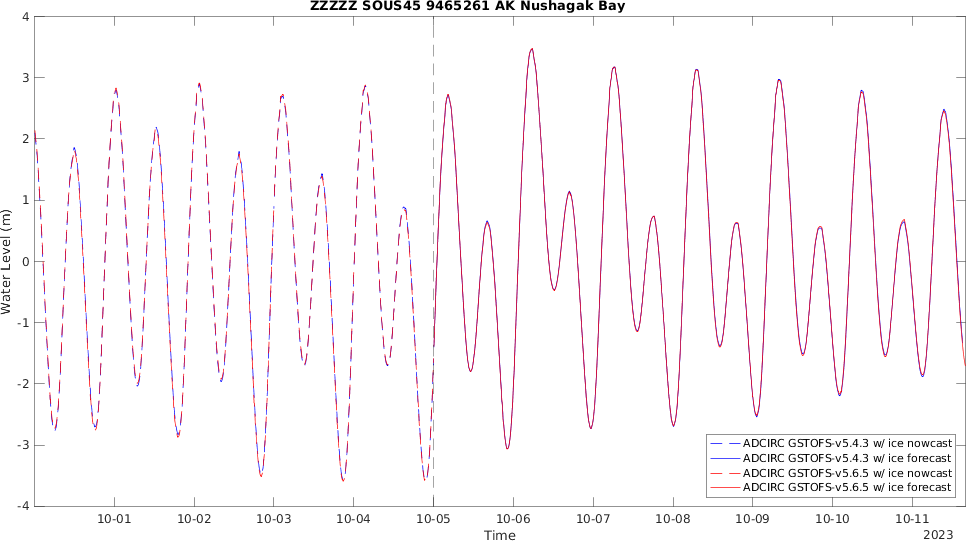 ZZZZZ SOUS45 9465261 AK Nushagak Bay
Water Level (m)
4
3
2
1
0
-1
-2
-3
-4
10-01 10-02 10-03 10-04 10-05 10-06 10-07 10-08 10-09 10-10 10-11
Time
2023
ADCIRC GSTOFS-v5.4.3 w/ ice nowcast
ADCIRC GSTOFS-v5.4.3 w/ ice forecast
ADCIRC GSTOFS-v5.6.5 w/ ice nowcast
ADCIRC GSTOFS-v5.6.5 w/ ice forecast